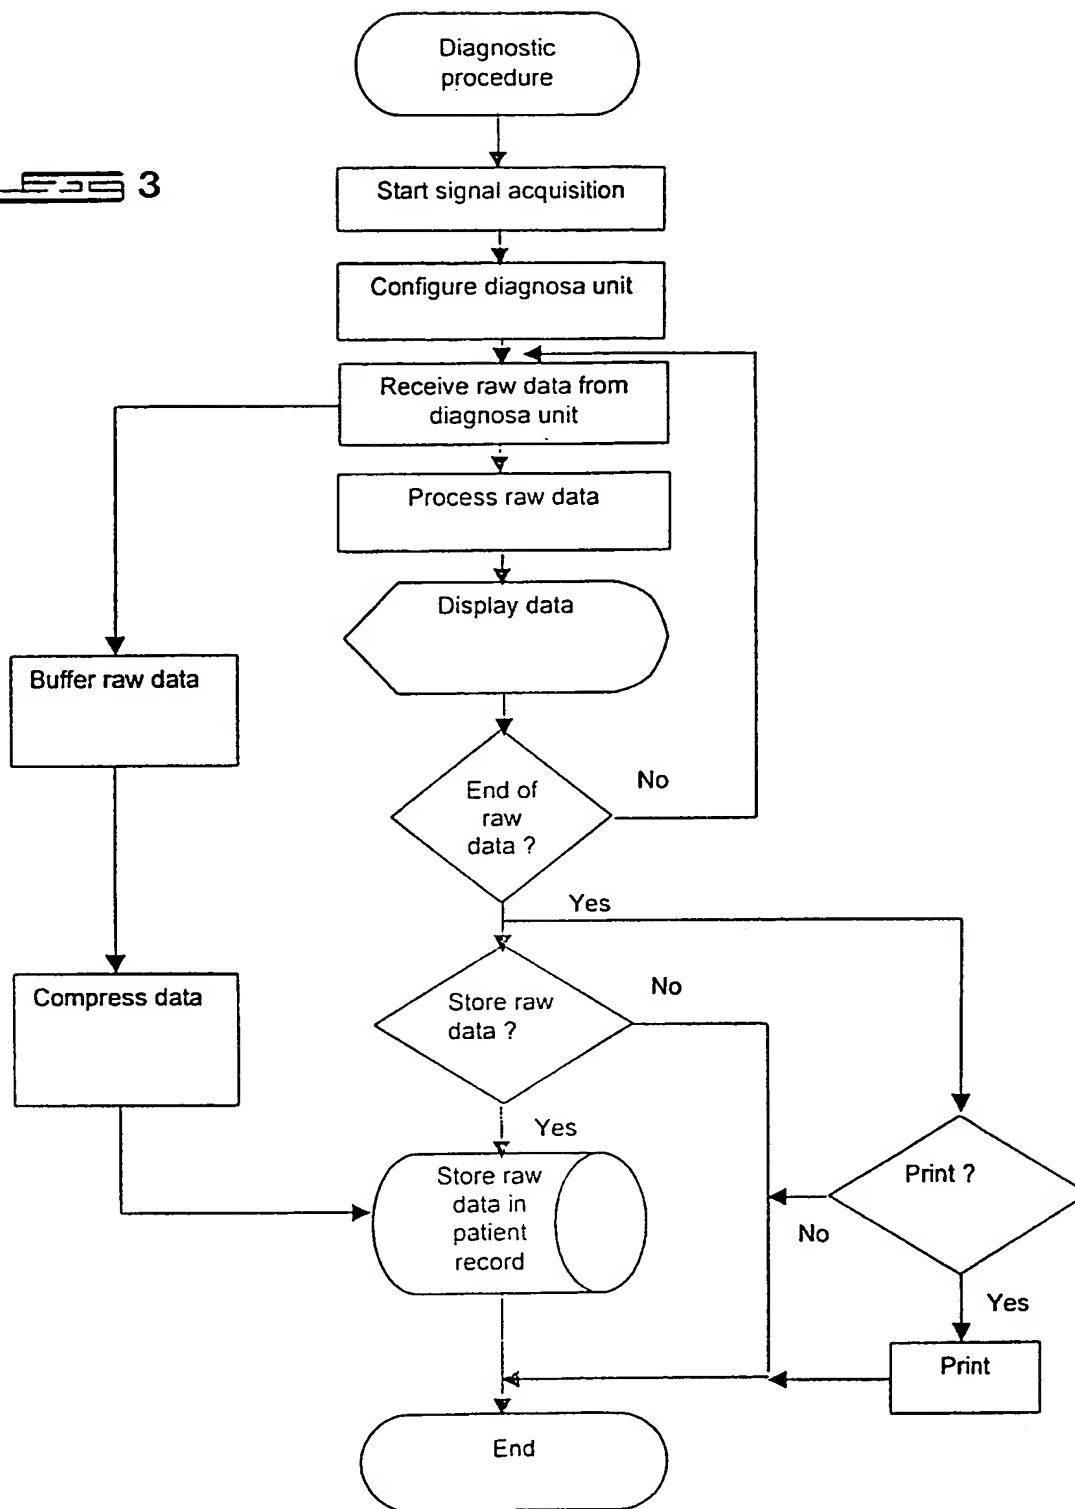 Diagnostic
procedure
3
Start signal acquisition
Configure diagnosa unit
Receive raw data from
diagnosa unit
Process raw data
Display data
Buffer raw data
No
End of
raw
data ?
Yes
Compress data
Store raw
data ?
No
Yes
Store raw
data in
patient
record
Print ?
No
Yes
Print
End